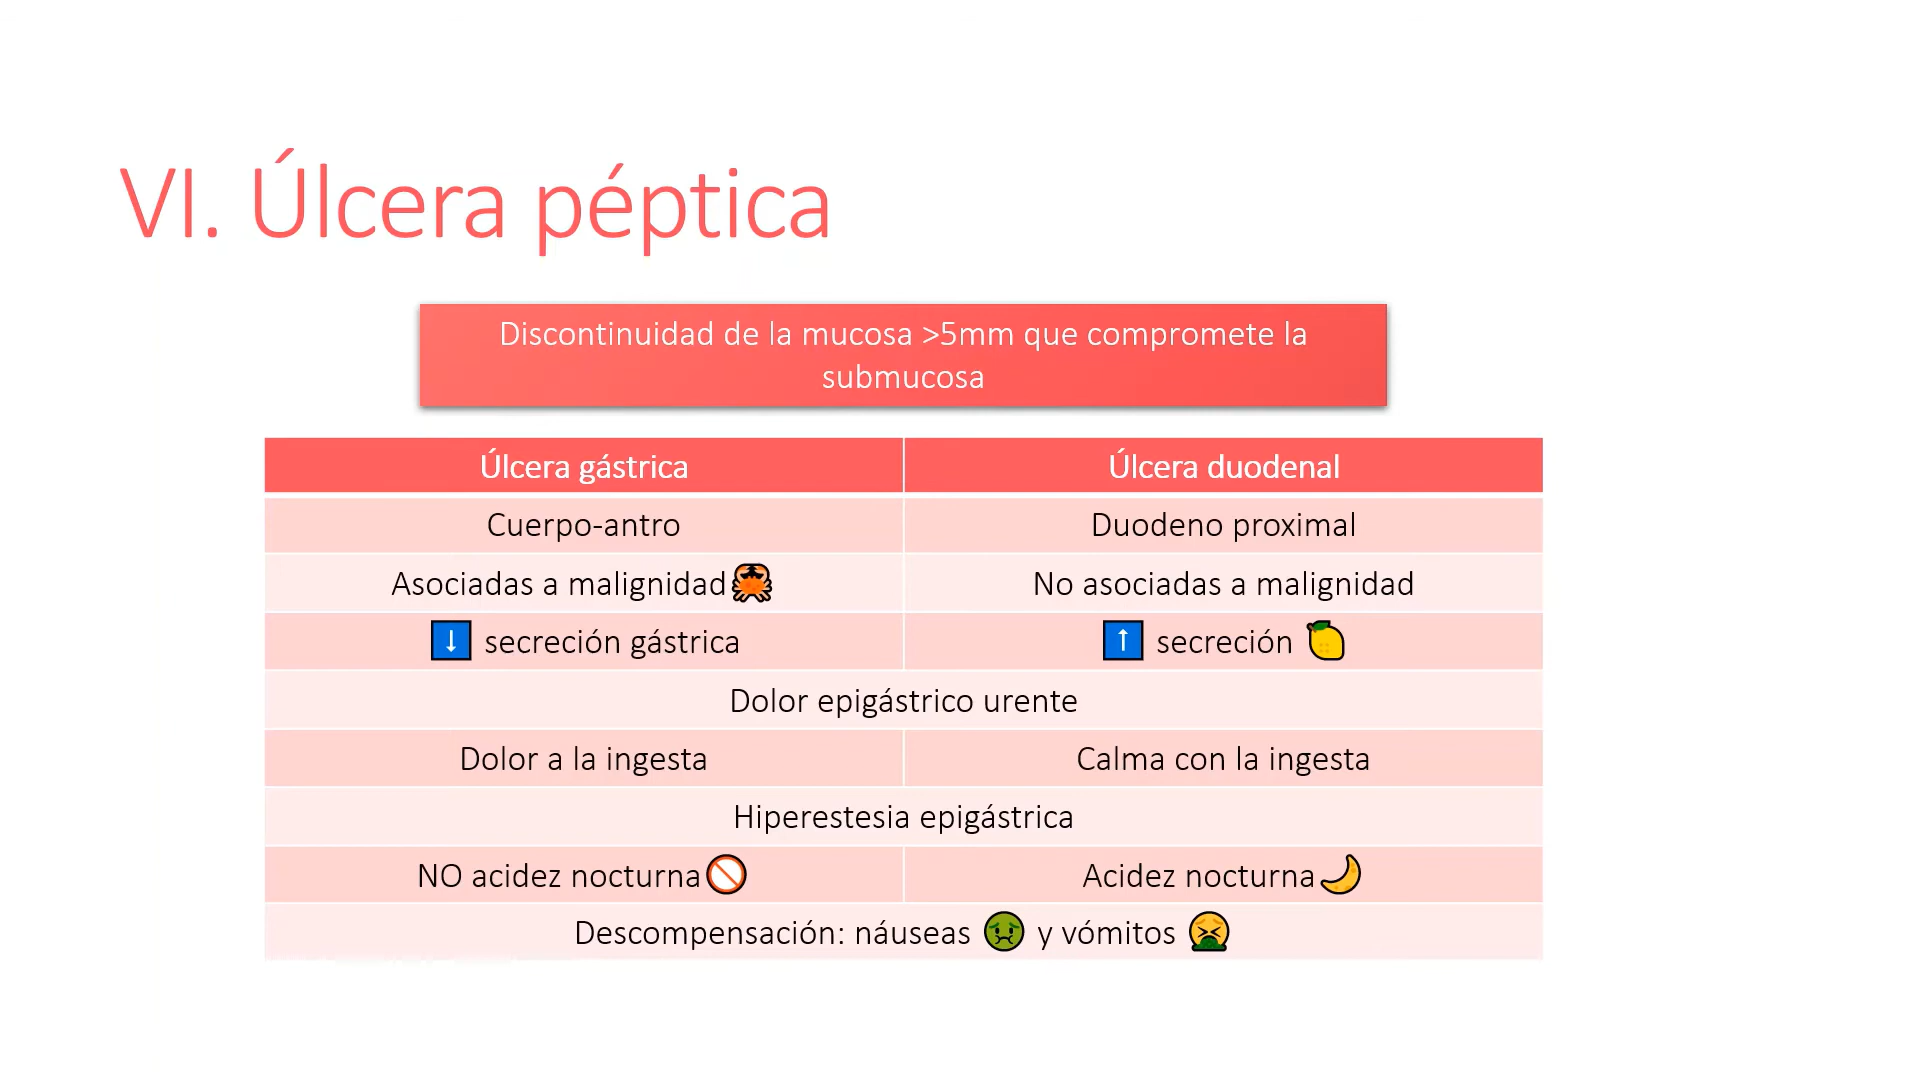 VI. Úlcera péptica
Discontinuidad de la mucosa >5mm que compromete la
submucosa
Úlcera gástrica
Úlcera duodenal
Cuerpo-antro
Duodeno proximal
Asociadas a malignidad🦀
No asociadas a malignidad
⬇️ secreción gástrica
⬆️ secreción 🍋
Dolor epigástrico urente
Dolor a la ingesta
Calma con la ingesta
Hiperestesia epigástrica
NO acidez nocturna🚫
Acidez nocturna🌙
Descompensación: náuseas 🤢 y vómitos 🤮